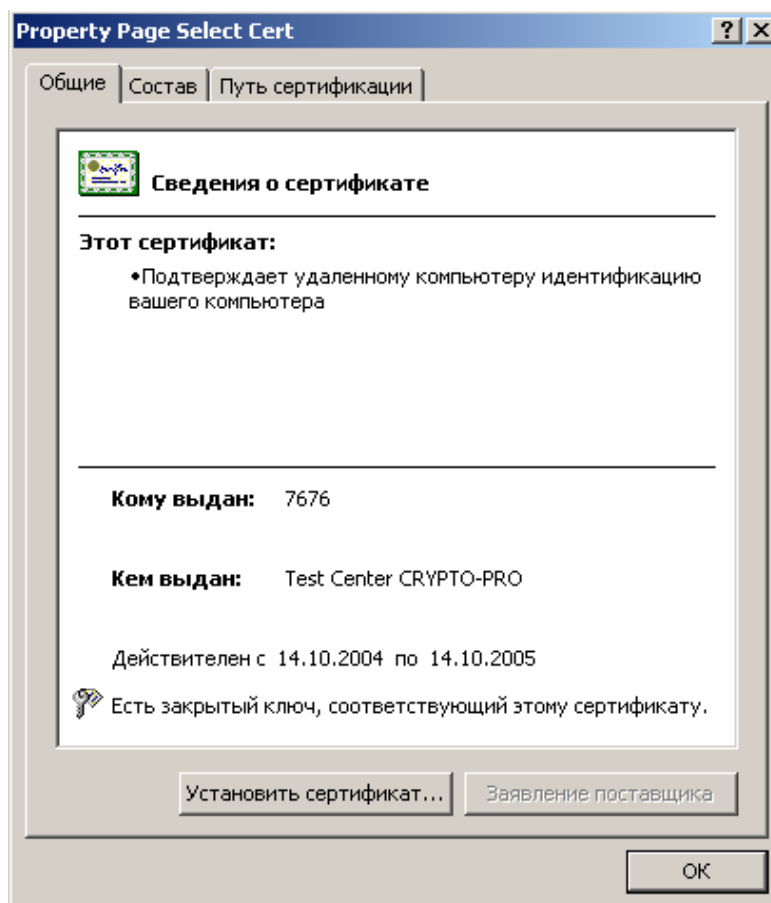 Property Page Select Cert
Общие Состав Путь сертификации
Сведения о сертификате
Этот сертификат:
•Подтверждает удаленному компьютеру идентификацию
вашего компьютера
Кому выдан: 7676
Кем выдан: Test Center CRYPTO-PRO
Действителен с 14.10.2004 по 14.10.2005
Есть закрытый ключ, соответствующий этому сертификату.
Установить сертификат... Заявление поставщика
ОК